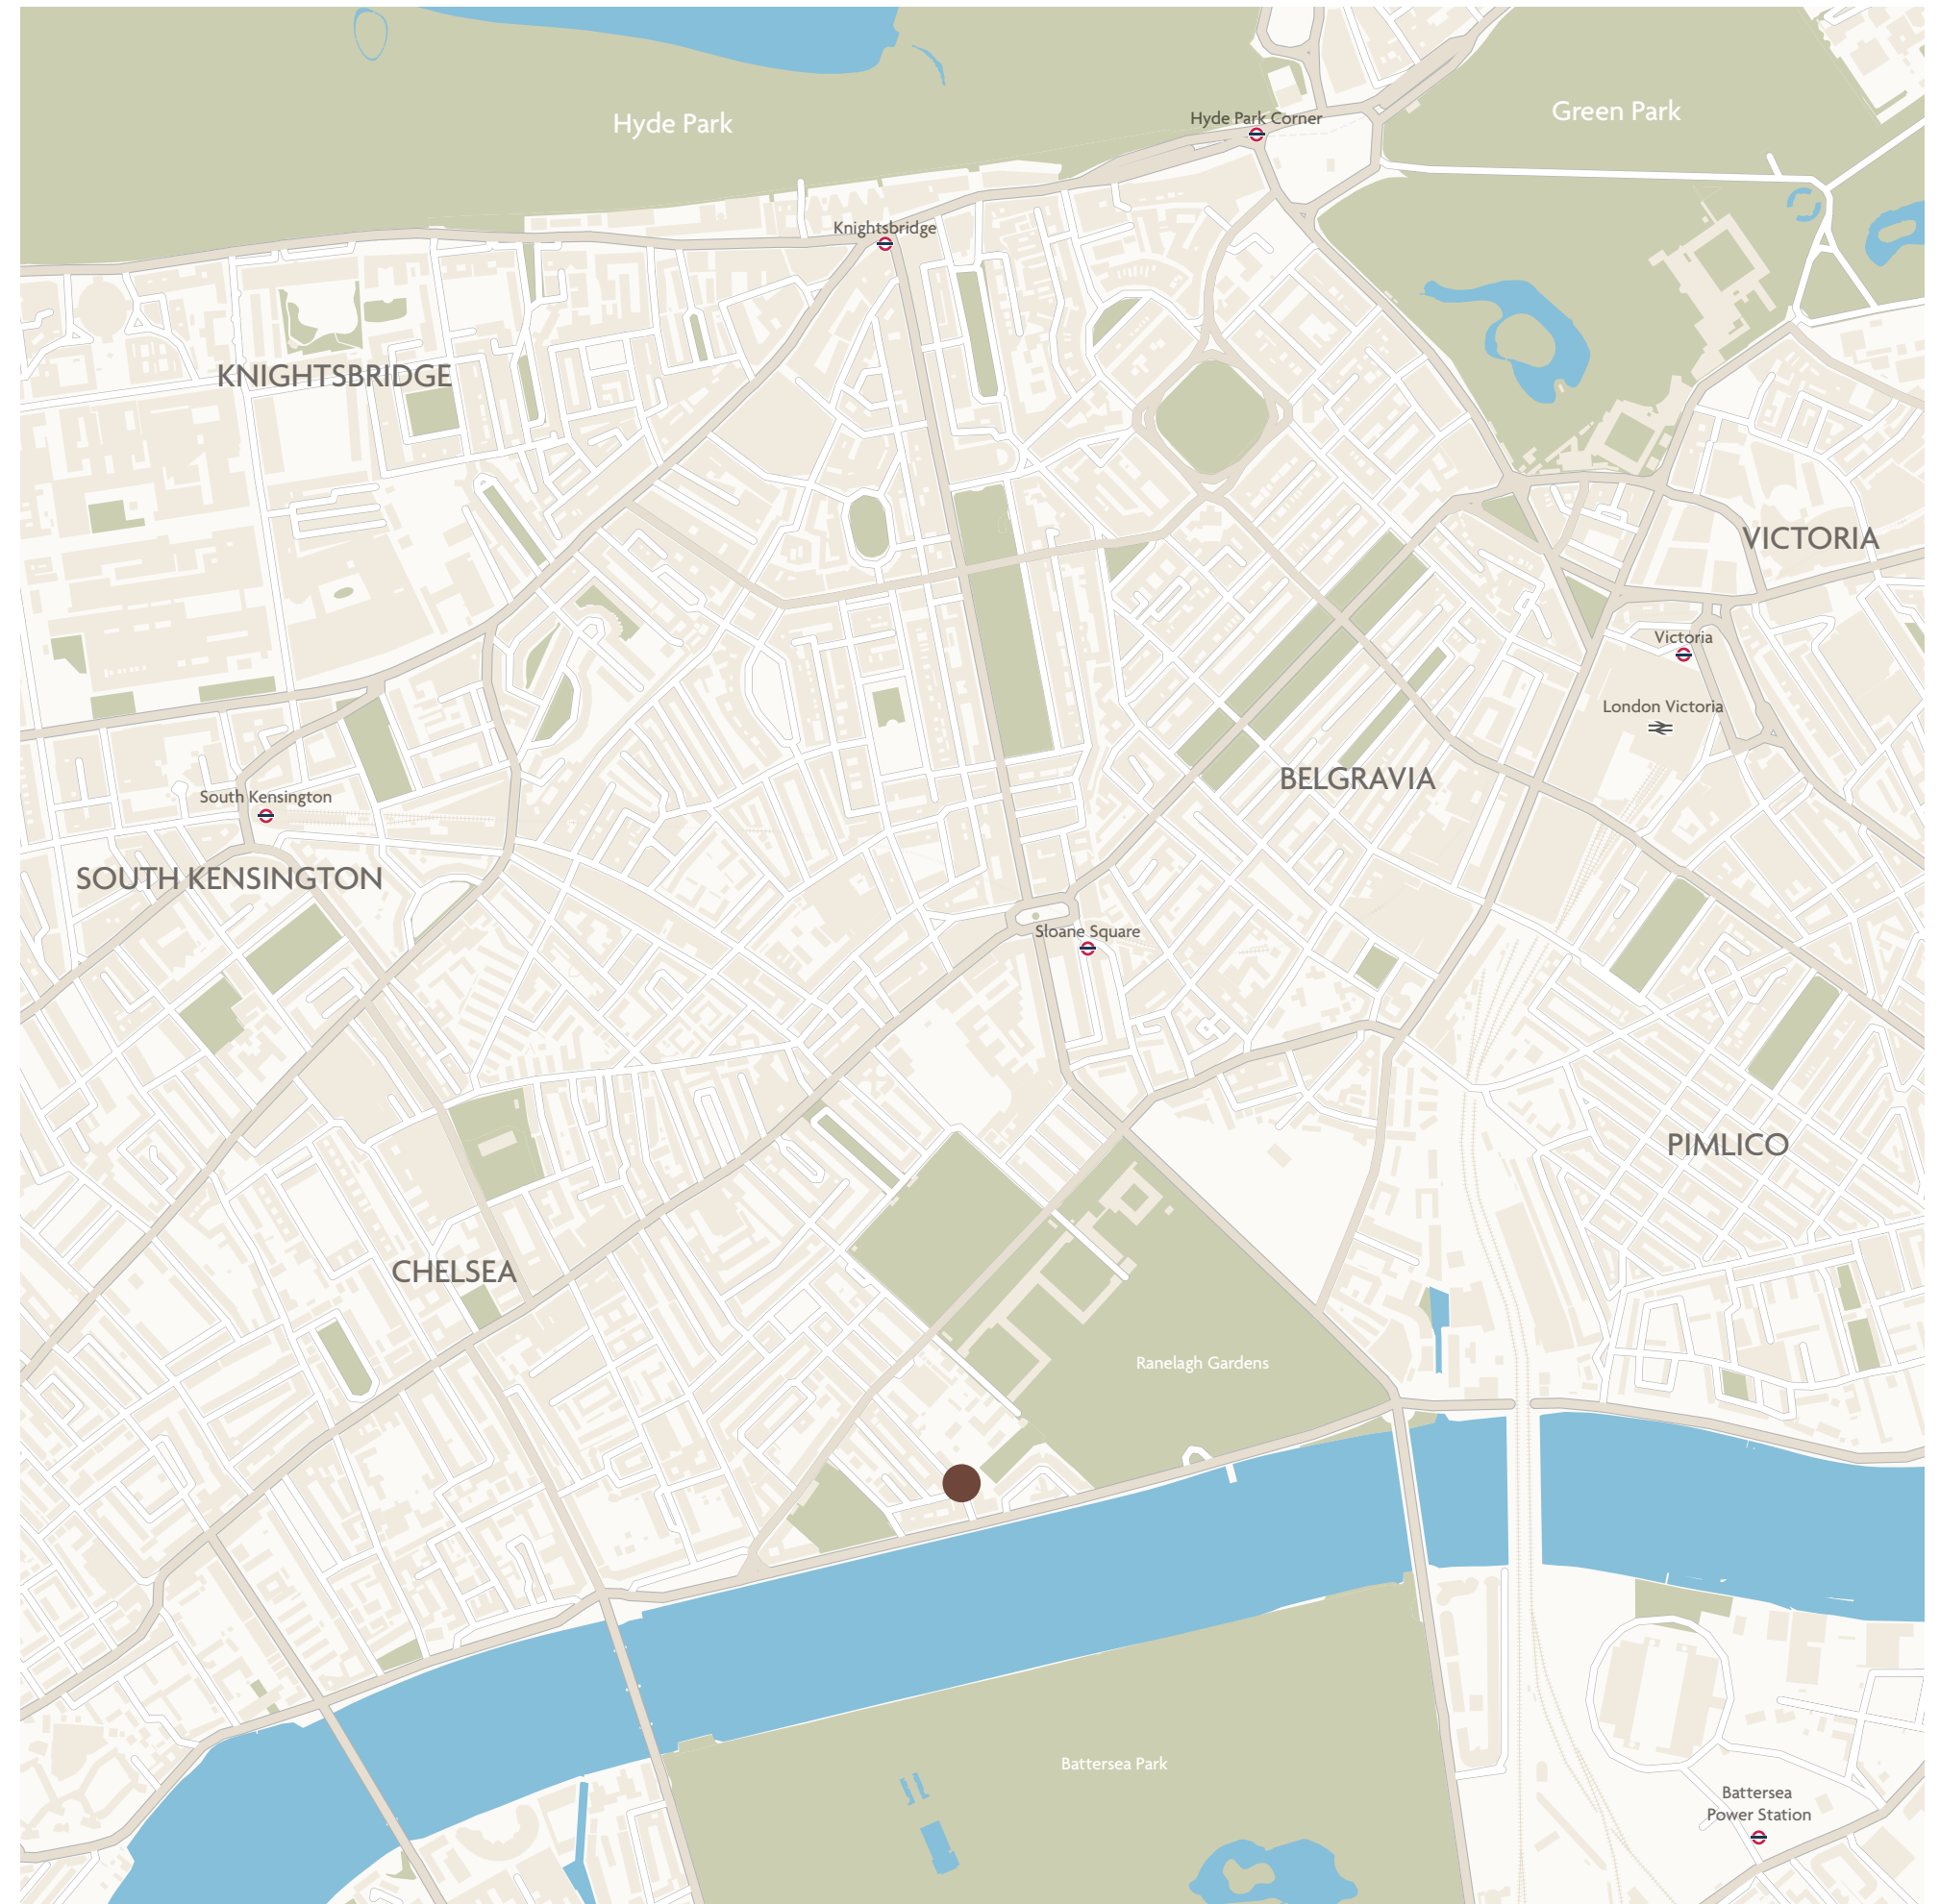 Green Park
Hyde Park Corner
Hyde Park
Knightsbridge
KNIGHTSBRIDGE
VICTORIA
Victoria
London Victoria
BELGRAVIA
South Kensington
SOUTH KENSINGTON
Sloane Square
PIMLICO
CHELSEA
Ranelagh Gardens
Battersea Park
Battersea
Power Station